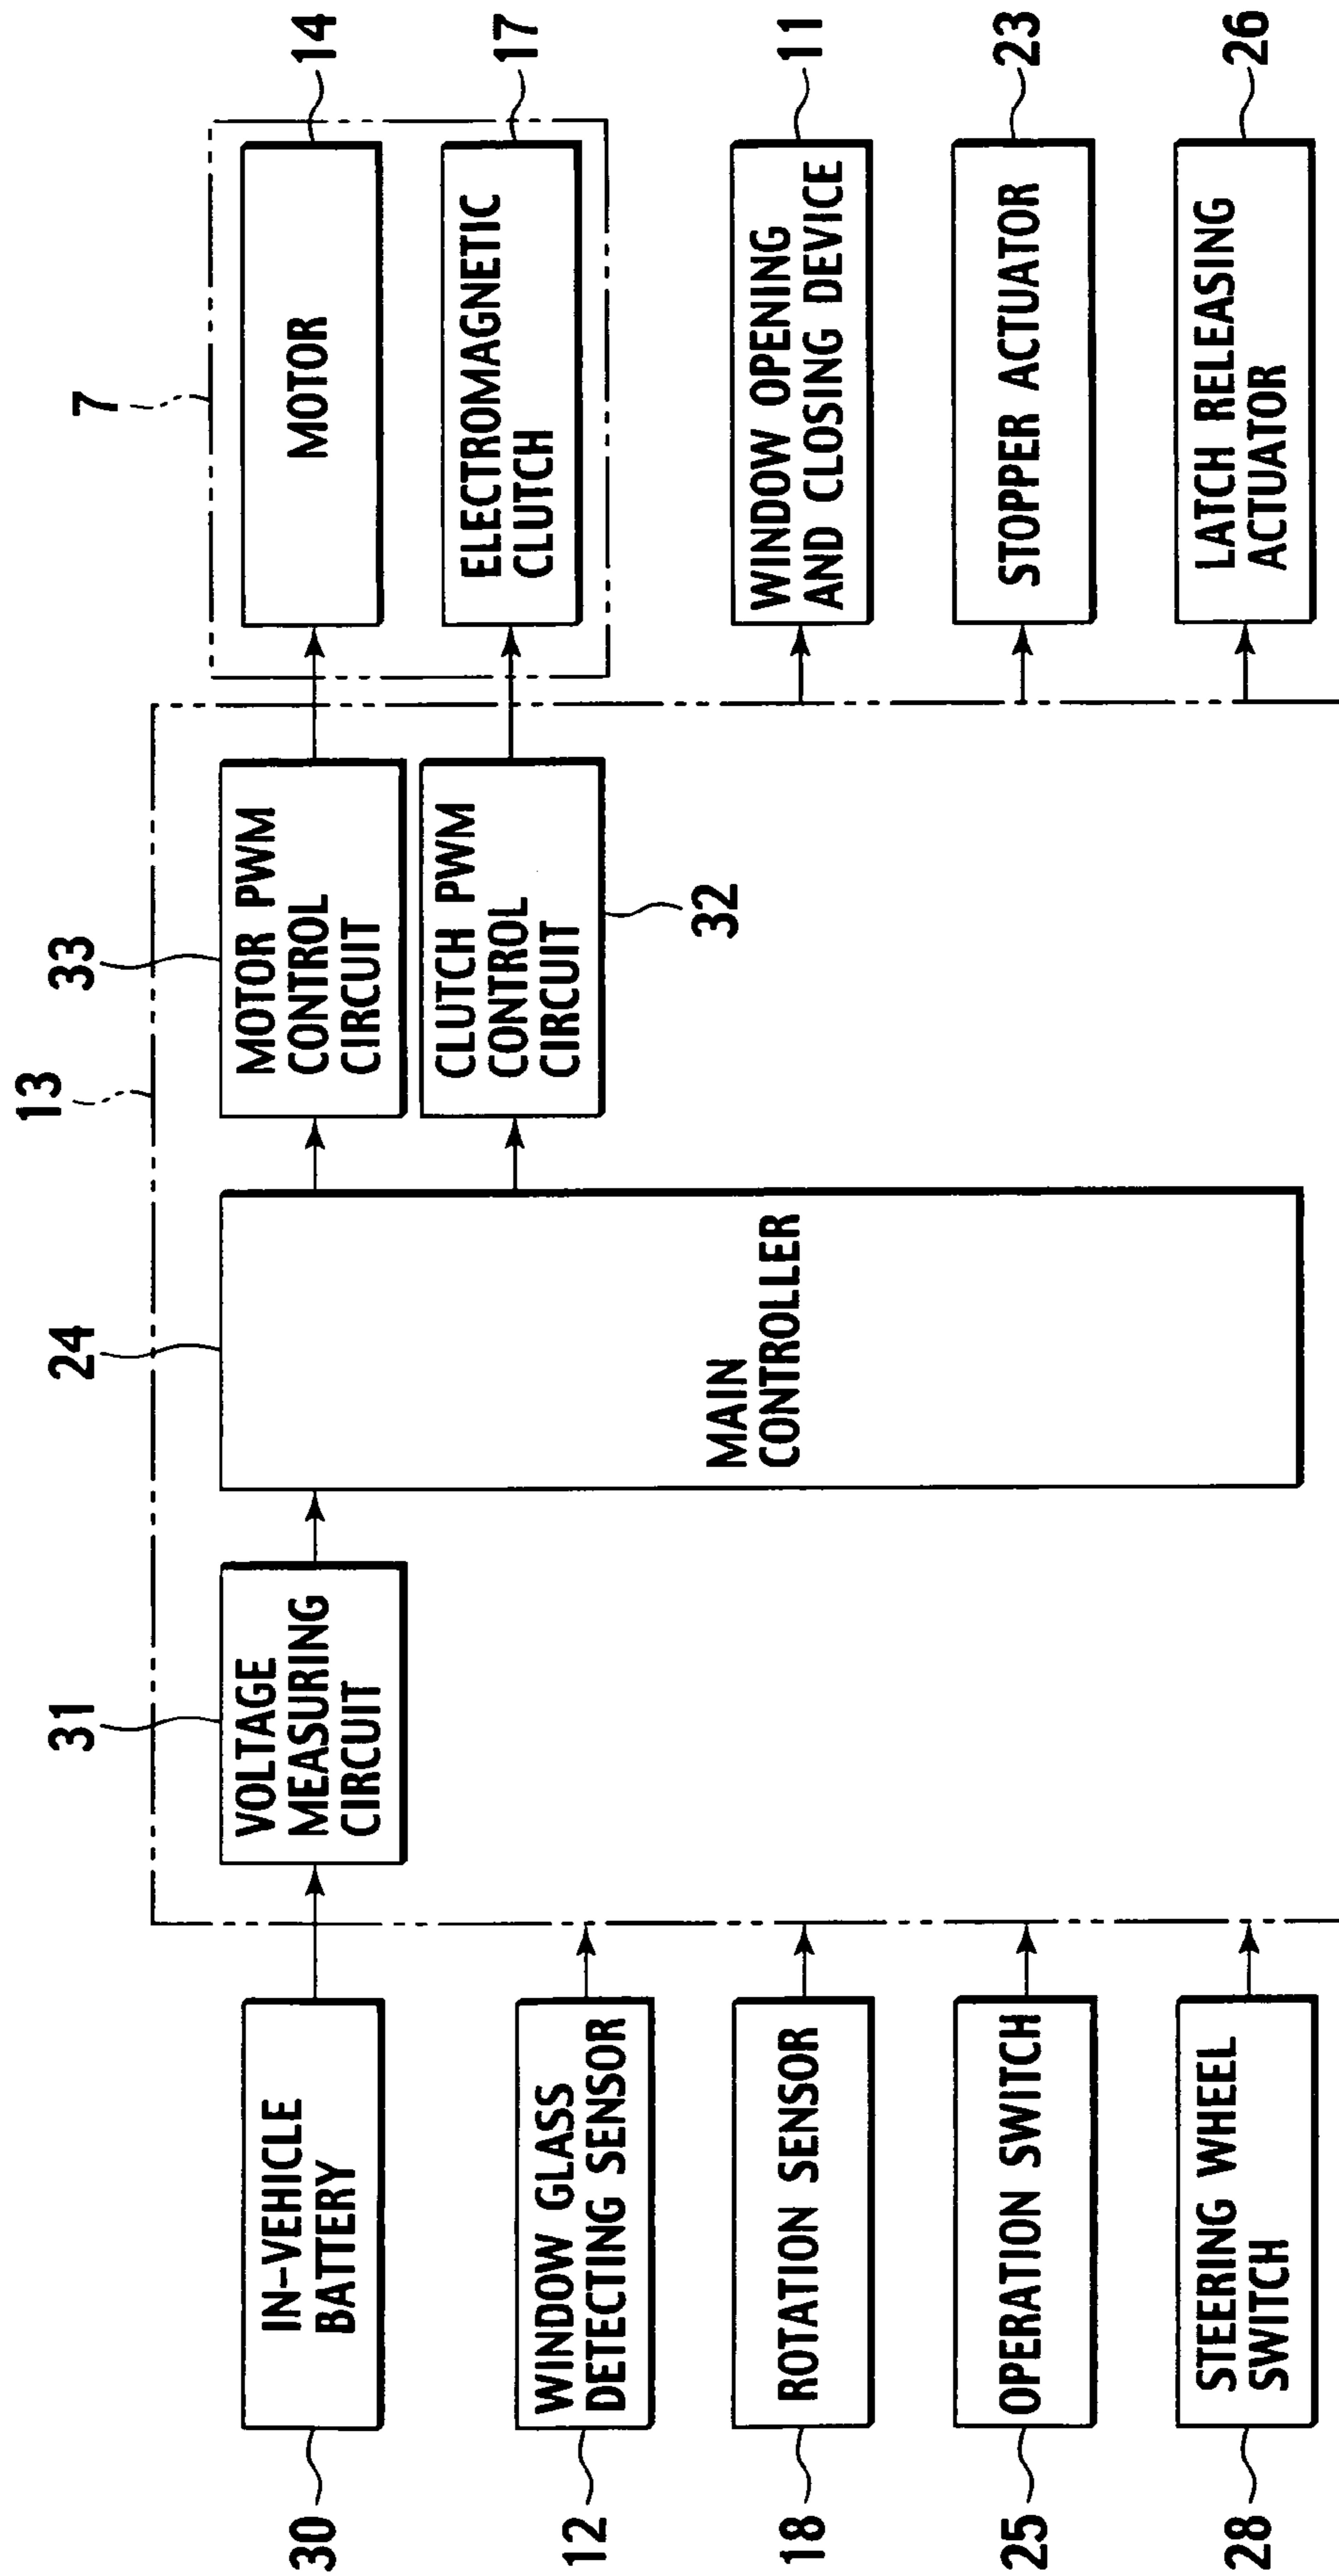 13
7
33
24
31
30
IN-VEHICLE
BATTERY
VOLTAGE
MEASURING
CIRCUIT
MAIN
CONTROLLER
MOTOR PWM
CONTROL
CIRCUIT
MOTOR
14
CLUTCH PWM
CONTROL
CIRCUIT
32
ELECTROMAGNETIC
CLUTCH
17
12
WINDOW GLASS
DETECTING SENSOR
18
ROTATION SENSOR
WINDOW OPENING
AND CLOSING DEVICE
11
25
OPERATION SWITCH
STOPPER ACTUATOR
23
28
STEERING WHEEL
SWITCH
LATCH RELEASING
ACTUATOR
26